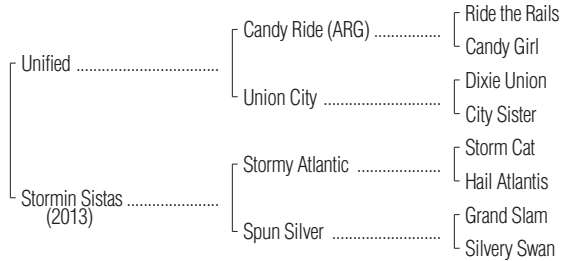 Ride the Rails
Candy Ride (ARG) ................
Candy Girl
Unified ..................................
Dixie Union
Union City ............................
City Sister
Storm Cat
Stormy Atlantic ....................
Hail Atlantis
Stormin Sistas ......................
(2013)
Grand Slam
Spun Silver ..........................
Silvery Swan